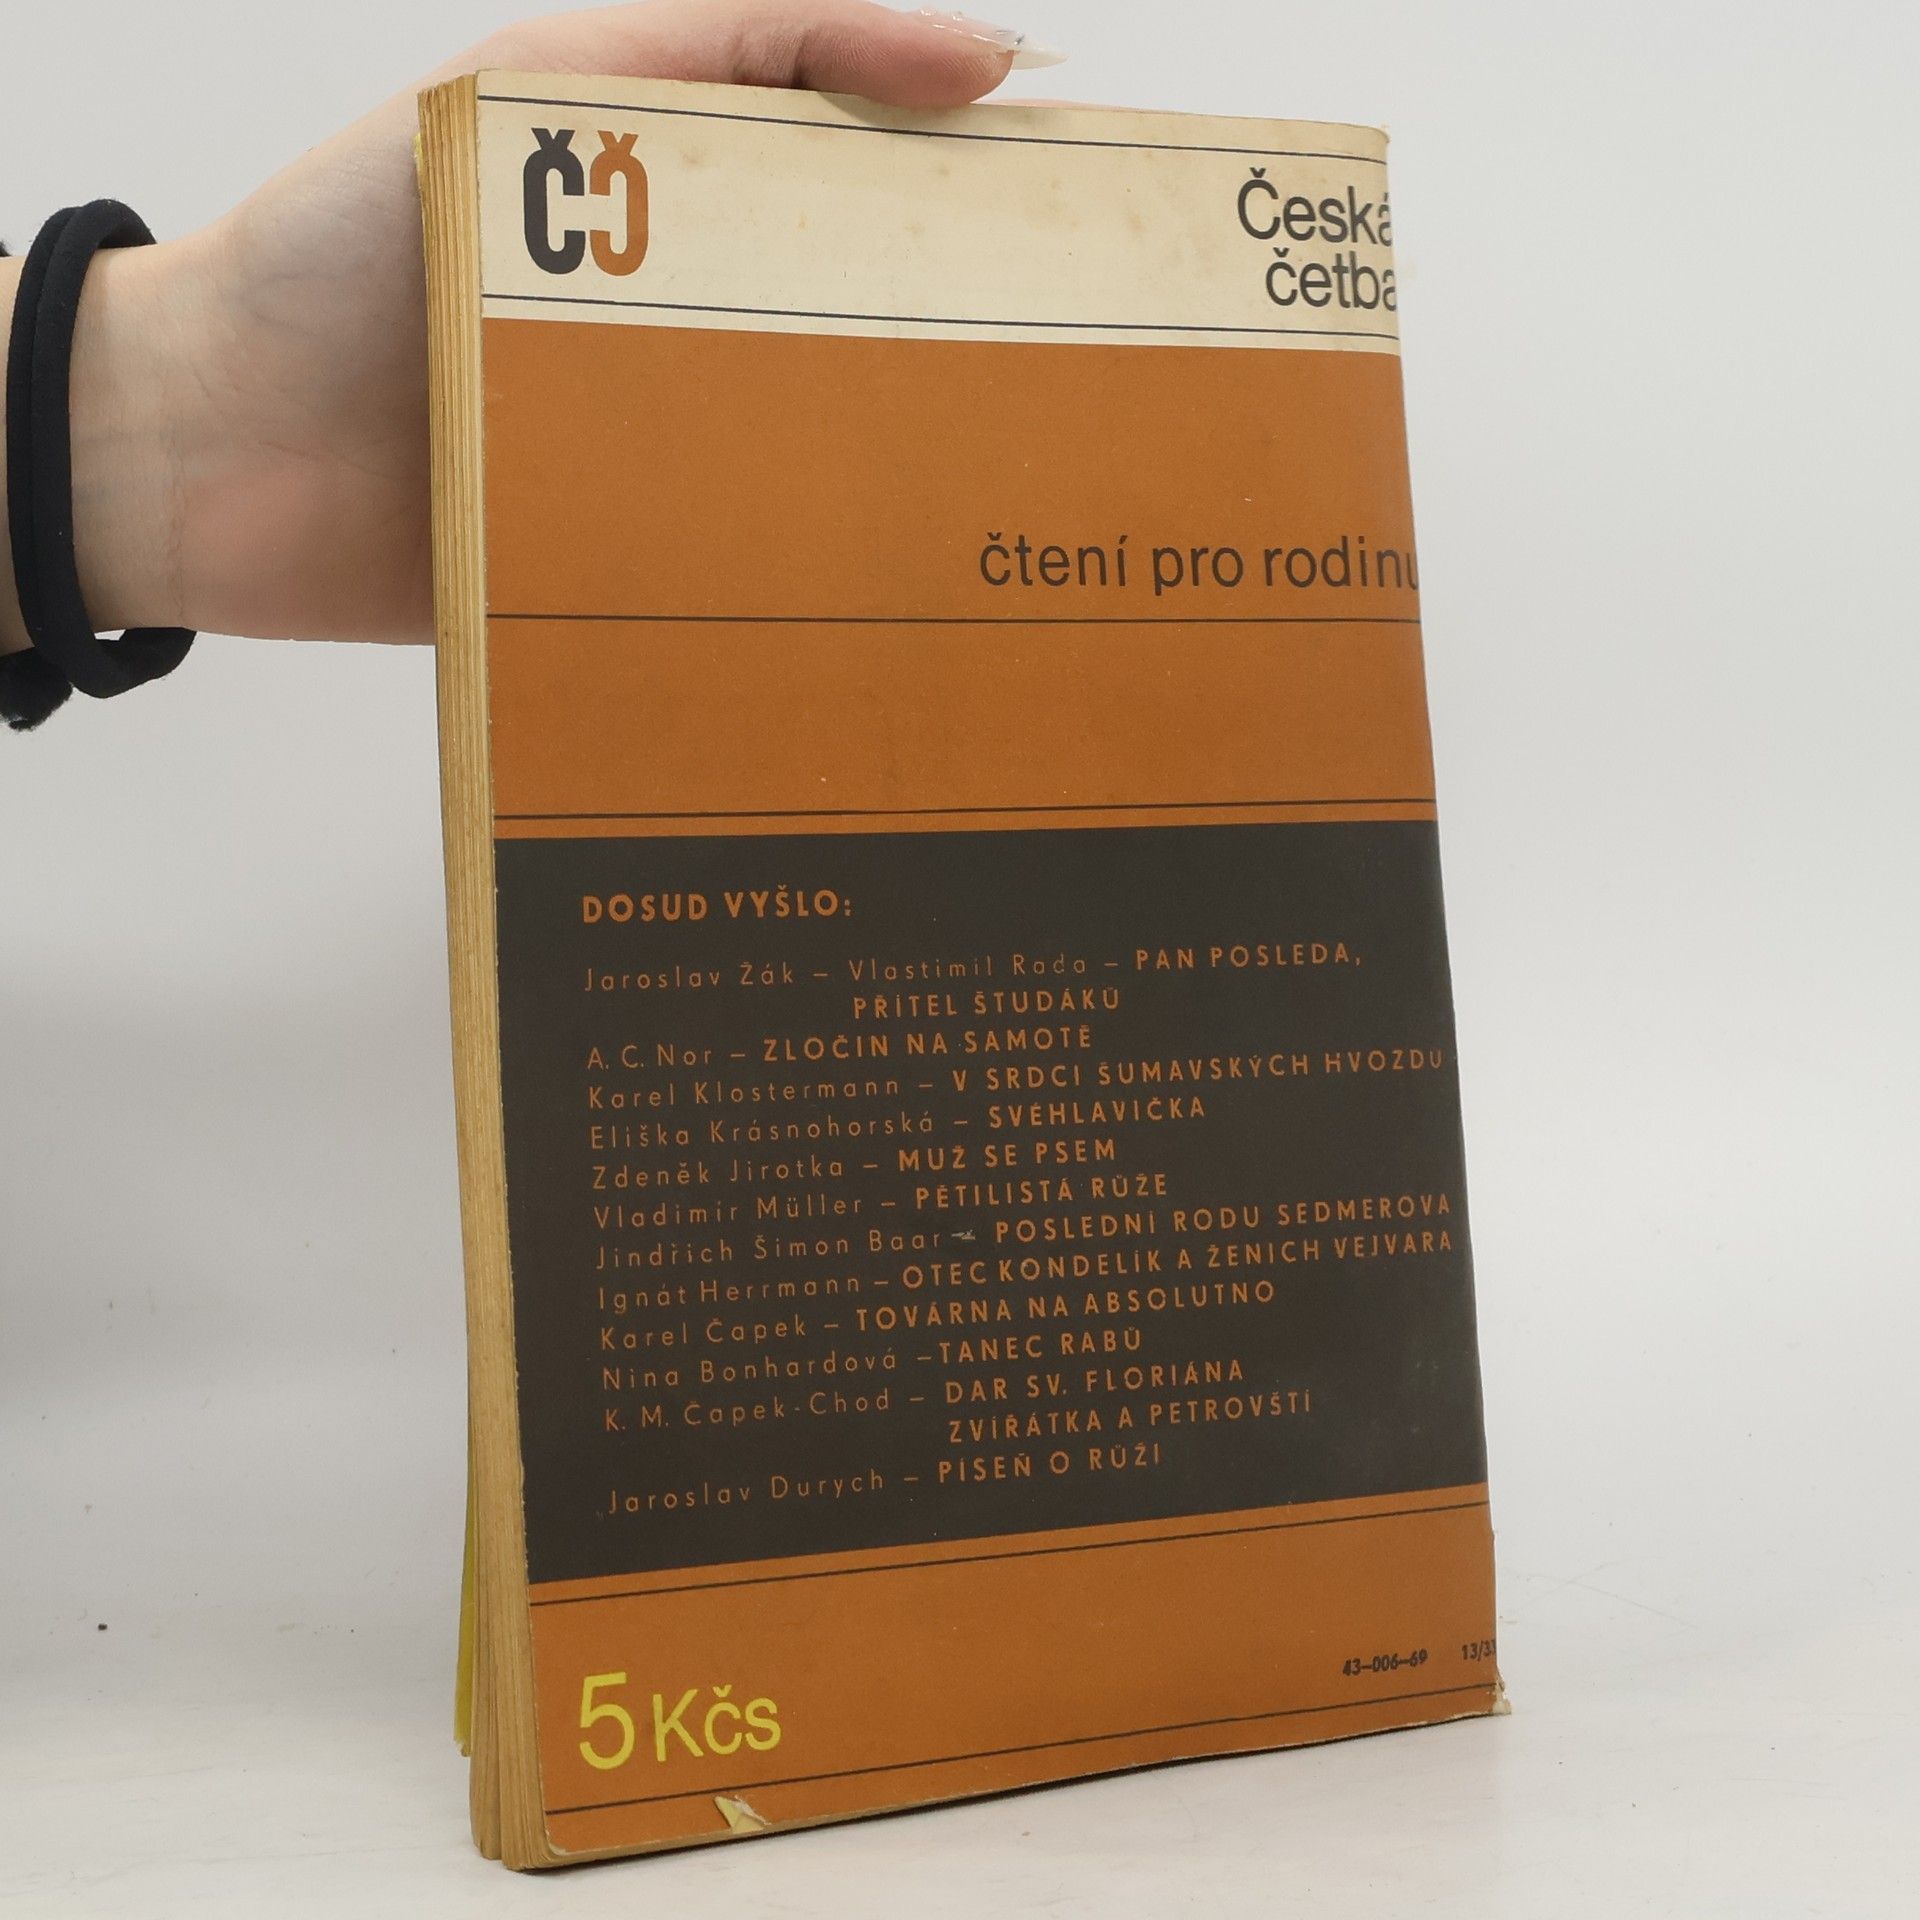 ČČ
Česká
četba
čtení pro rodinu
DOSUD VYŠLO:
Jaroslav Žák – Vlastimil Rada – PAN POSLEDA,
PŘÍTEL ŠTUDÁKŮ
A. C. Nor – ZLOČIN NA SAMOTĚ
Karel Klostermann – V SRDCI ŠUMAVSKÝCH HVOZDŮ
Eliška Krásnohorská – SVÉHLAVIČKA
Zdeněk Jirotka – MUŽ SE PSEM
Vladimír Müller – PĚTILISTÁ RŮŽE
Jindřich Šimon Baar – POSLEDNÍ RODU SEDMEROVA
Ignát Herrmann – OTEC KONDELÍK A ŽENICH VEJVARA
Karel Čapek – TOVÁRNA NA ABSOLUTNO
Nina Bonhardová – TANEC RABŮ
K. M. Čapek-Chod – DAR SV. FLORIÁNA
ZVÍŘÁTKA A PETROVŠTÍ
Jaroslav Durych – PÍSEŇ O RŮŽI
5 Kčs
43–006–69 13/33